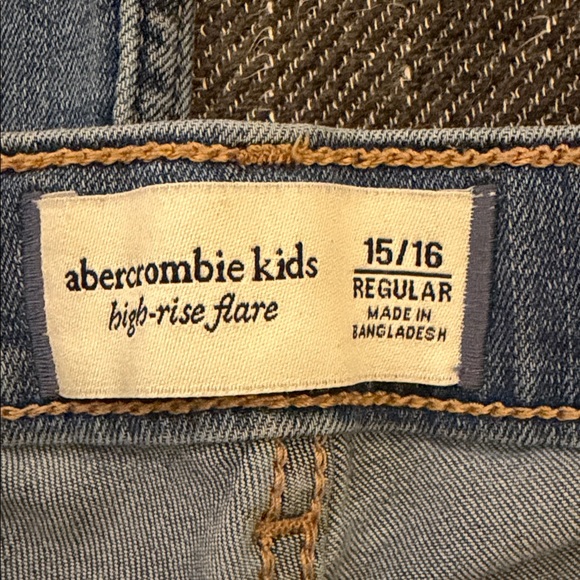 abercrombie kids
high-rise flare
15/16
REGULAR
MADE IN
BANGLADESH